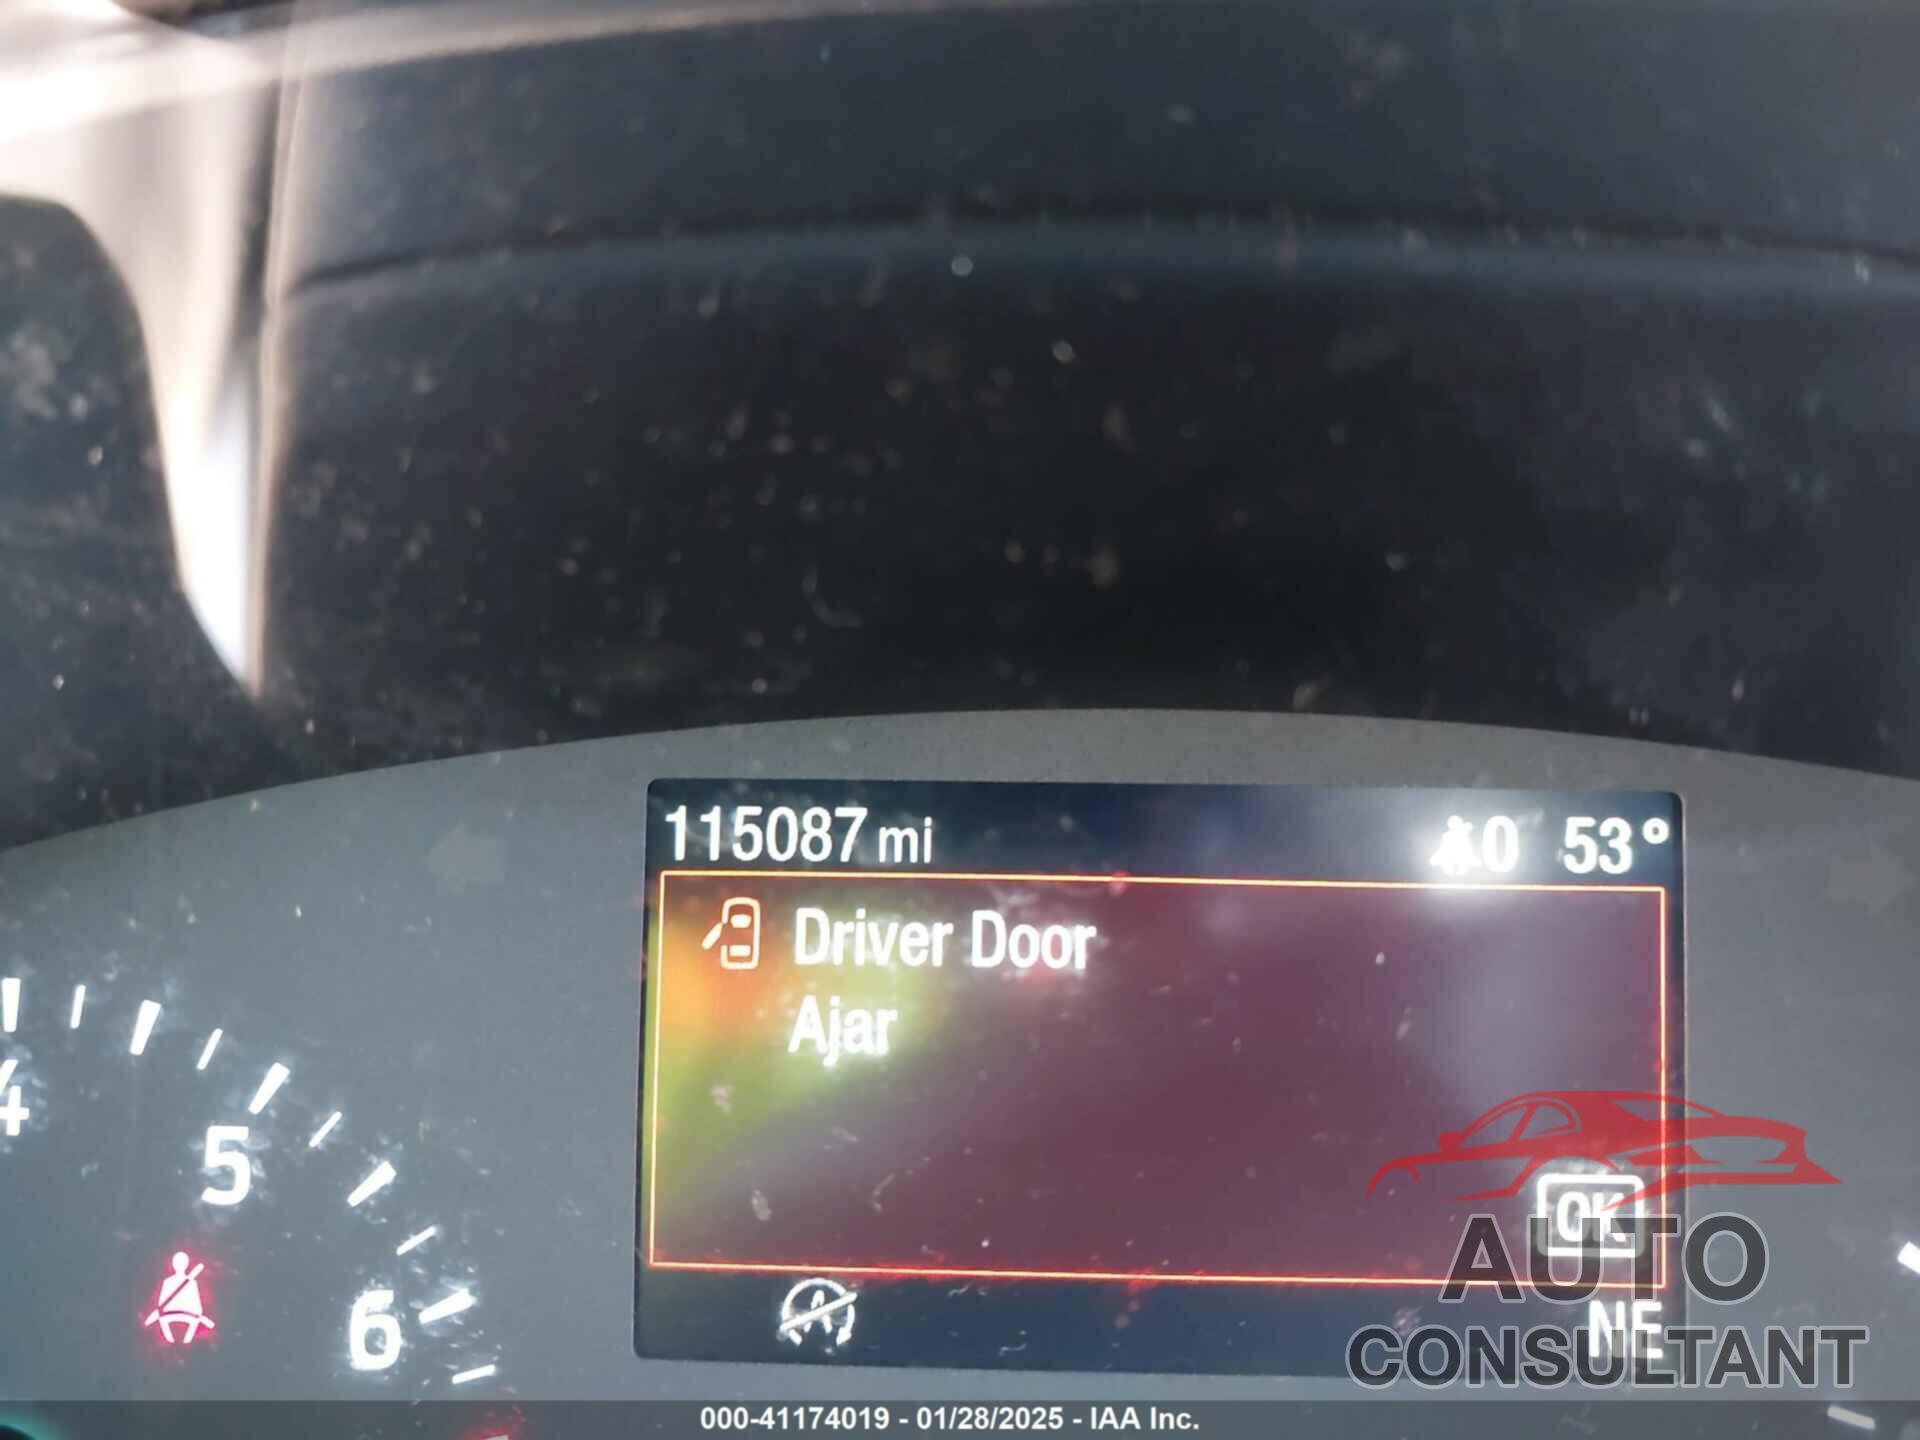 115087 mi 0 53°
Driver Door
Ajar
OK
NE
4
5
6
AUTO
CONSULTANT
000-41174019 - 01/28/2025 - IAA Inc.